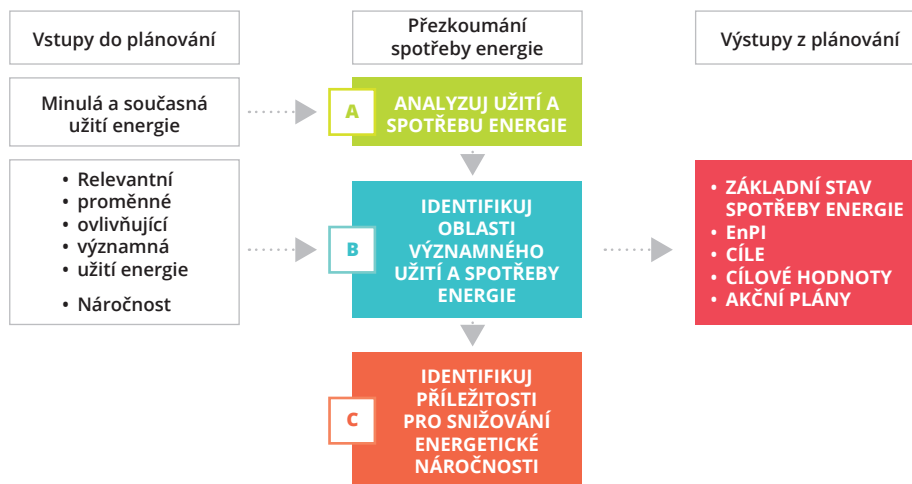 Vstupy do plánování
Přezkoumání
spotřeby energie
Výstupy z plánování
Minulá a současná
užití energie
A
ANALYZUJ UŽITÍ A
SPOTŘEBU ENERGIE
• Relevantní
• proměnné
• ovlivňující
• významná
• užití energie
• Náročnost
B
IDENTIFIKUJ
OBLASTI
VÝZNAMNÉHO
UŽITÍ A SPOTŘEBY
ENERGIE
• ZÁKLADNÍ STAV
SPOTŘEBY ENERGIE
• EnPI
• CÍLE
• CÍLOVÉ HODNOTY
• AKČNÍ PLÁNY
C
IDENTIFIKUJ
PŘÍLEŽITOSTI
PRO SNIŽOVÁNÍ
ENERGETICKÉ
NÁROČNOSTI